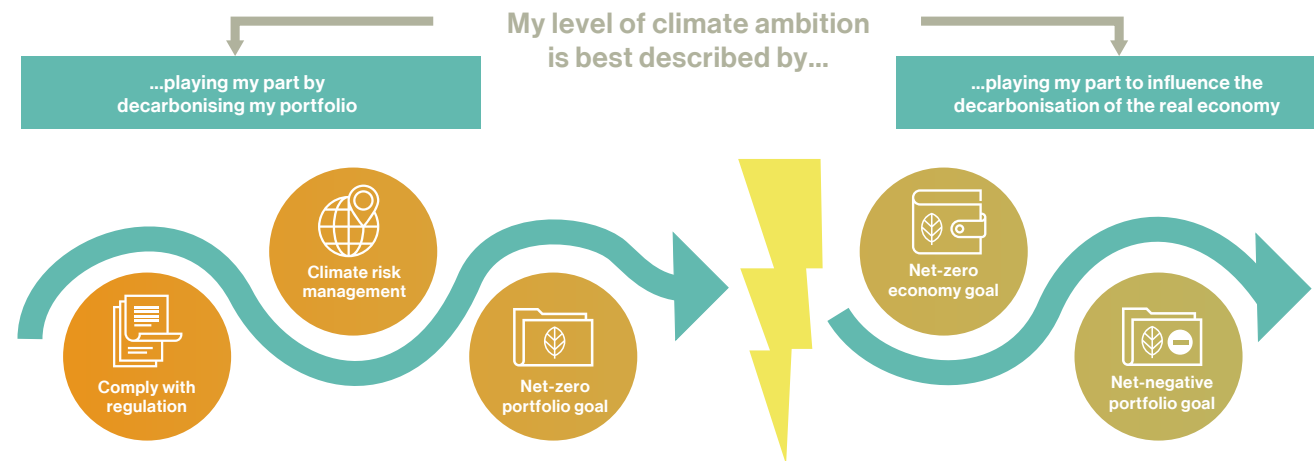 My level of climate ambition
is best described by...
...playing my part by
decarbonising my portfolio
...playing my part to influence the
decarbonisation of the real economy
Comply with
regulation
Climate risk
management
Net-zero
portfolio goal
Net-zero
economy goal
Net-negative
portfolio goal